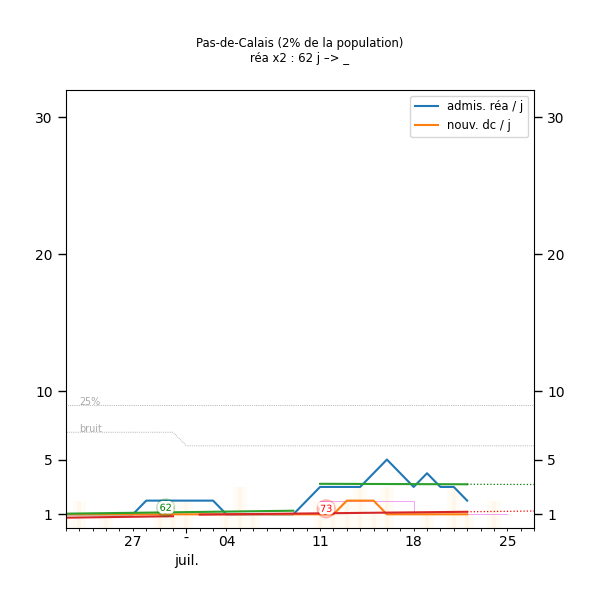 Pas-de-Calais (2% de la population)
réa x2 : 62 j –> _
admis. réa / j
nouv. dc / j
30 30
20 20
10 10
25%
bruit
5 5
62
73
1 1
27 - 04 11 18 25
juil.